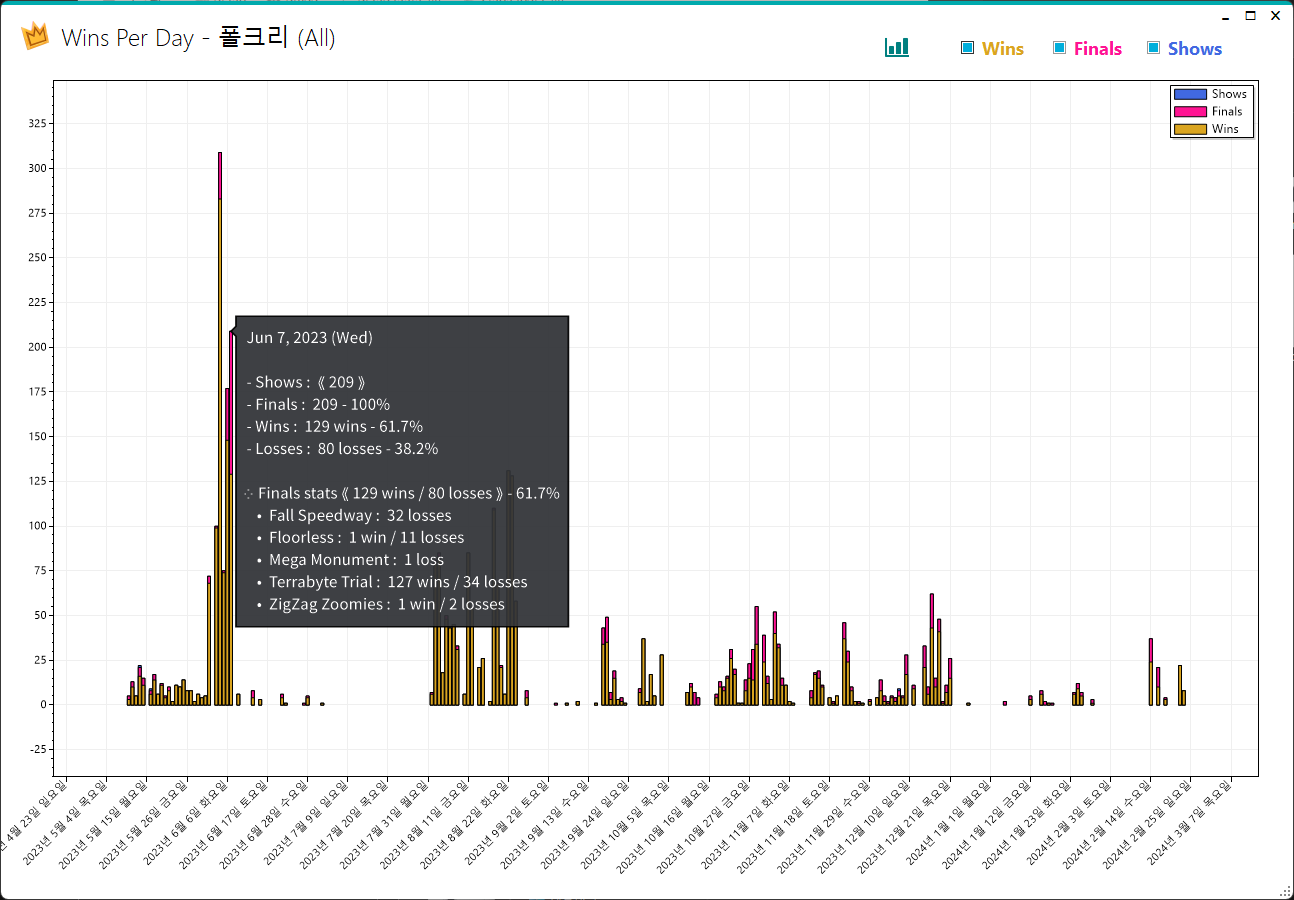 Wins Per Day - 폴크리 (All)
Wins
Finals
Shows
Shows
Finals
Wins
325
300
275
250
225
200
175
150
125
100
75
50
25
0
-25
Jun 7, 2023 (Wed)
- Shows : 《 209 》
- Finals : 209 - 100%
- Wins : 129 wins - 61.7%
- Losses : 80 losses - 38.2%
⁘ Finals stats《 129 wins / 80 losses 》 - 61.7%
• Fall Speedway : 32 losses
• Floorless : 1 win / 11 losses
• Mega Monument : 1 loss
• Terrabyte Trial : 127 wins / 34 losses
• ZigZag Zoomies : 1 win / 2 losses
4월 23일 일요일
2023년 5월 4일 목요일
2023년 5월 15일 월요일
2023년 5월 26일 금요일
2023년 6월 6일 화요일
2023년 6월 17일 토요일
2023년 6월 28일 수요일
2023년 7월 9일 일요일
2023년 7월 20일 목요일
2023년 7월 31일 월요일
2023년 8월 11일 금요일
2023년 8월 22일 화요일
2023년 9월 2일 토요일
2023년 9월 13일 수요일
2023년 9월 24일 일요일
2023년 10월 5일 목요일
2023년 10월 16일 월요일
2023년 10월 27일 금요일
2023년 11월 7일 화요일
2023년 11월 18일 토요일
2023년 11월 29일 수요일
2023년 12월 10일 일요일
2023년 12월 21일 목요일
2024년 1월 1일 월요일
2024년 1월 12일 금요일
2024년 1월 23일 화요일
2024년 2월 3일 토요일
2024년 2월 14일 수요일
2024년 2월 25일 일요일
2024년 3월 7일 목요일